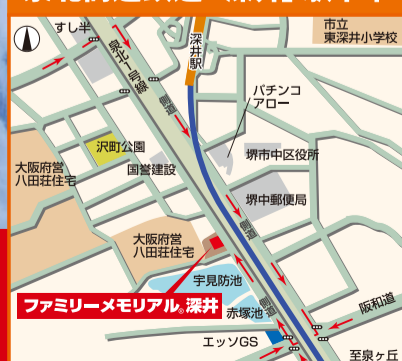 すし半
泉北1号線
深井駅
市立
東深井小学校
パチンコ
アロー
側道
沢町公園
国誉建設
堺市中区役所
大阪府営
八田荘住宅
堺中郵便局
大阪府営
八田荘住宅
側道
宇見防池
ファミリーメモリアル®深井
赤塚池
側道
阪和道
エッソGS
至泉ヶ丘